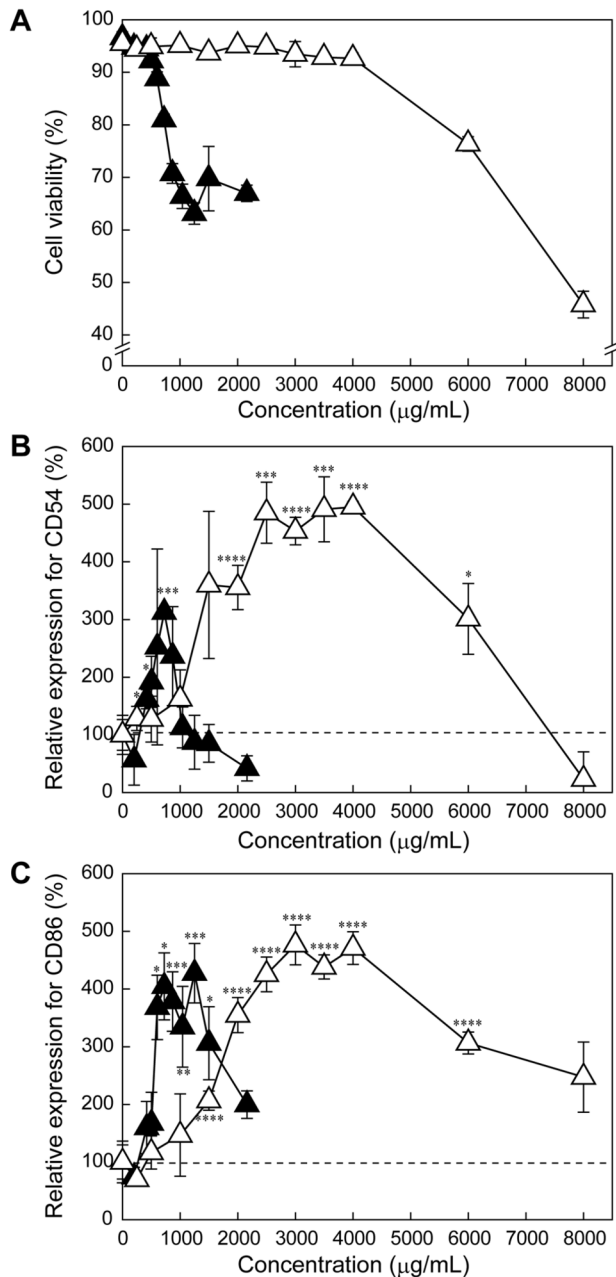 A
Cell viability (%)
100
90
80
70
60
50
40
0
0 1000 2000 3000 4000 5000 6000 7000 8000
Concentration (μg/mL)
B
Relative expression for CD54 (%)
600
500
400
300
200
100
0
*** *** **** **** **** *
*** * *
0 1000 2000 3000 4000 5000 6000 7000 8000
Concentration (μg/mL)
C
Relative expression for CD86 (%)
600
500
400
300
200
100
0
**** **** **** **** **** ****
* * *** *** * ** ****
0 1000 2000 3000 4000 5000 6000 7000 8000
Concentration (μg/mL)